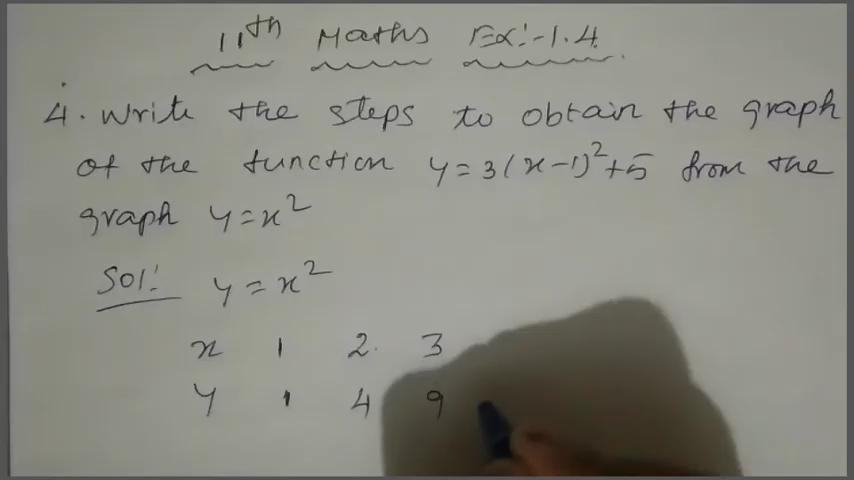 11th Maths Ex:-1.4.
4. Write the steps to obtain the graph
of the function y=3(x-1)²+5 from the
graph y=x²
Sol: y=x²
x 1 2. 3
y 1 4 9